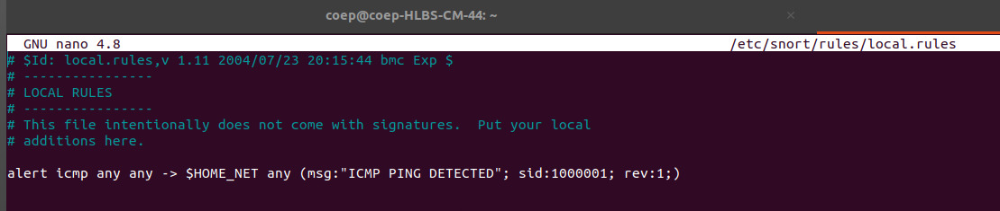 coep@coep-HLBS-CM-44: ~
GNU nano 4.8 /etc/snort/rules/local.rules
# $Id: local.rules,v 1.11 2004/07/23 20:15:44 bmc Exp $
# ----------------
# LOCAL RULES
# ----------------
# This file intentionally does not come with signatures.  Put your local
# additions here.
alert icmp any any -> $HOME_NET any (msg:"ICMP PING DETECTED"; sid:1000001; rev:1;)